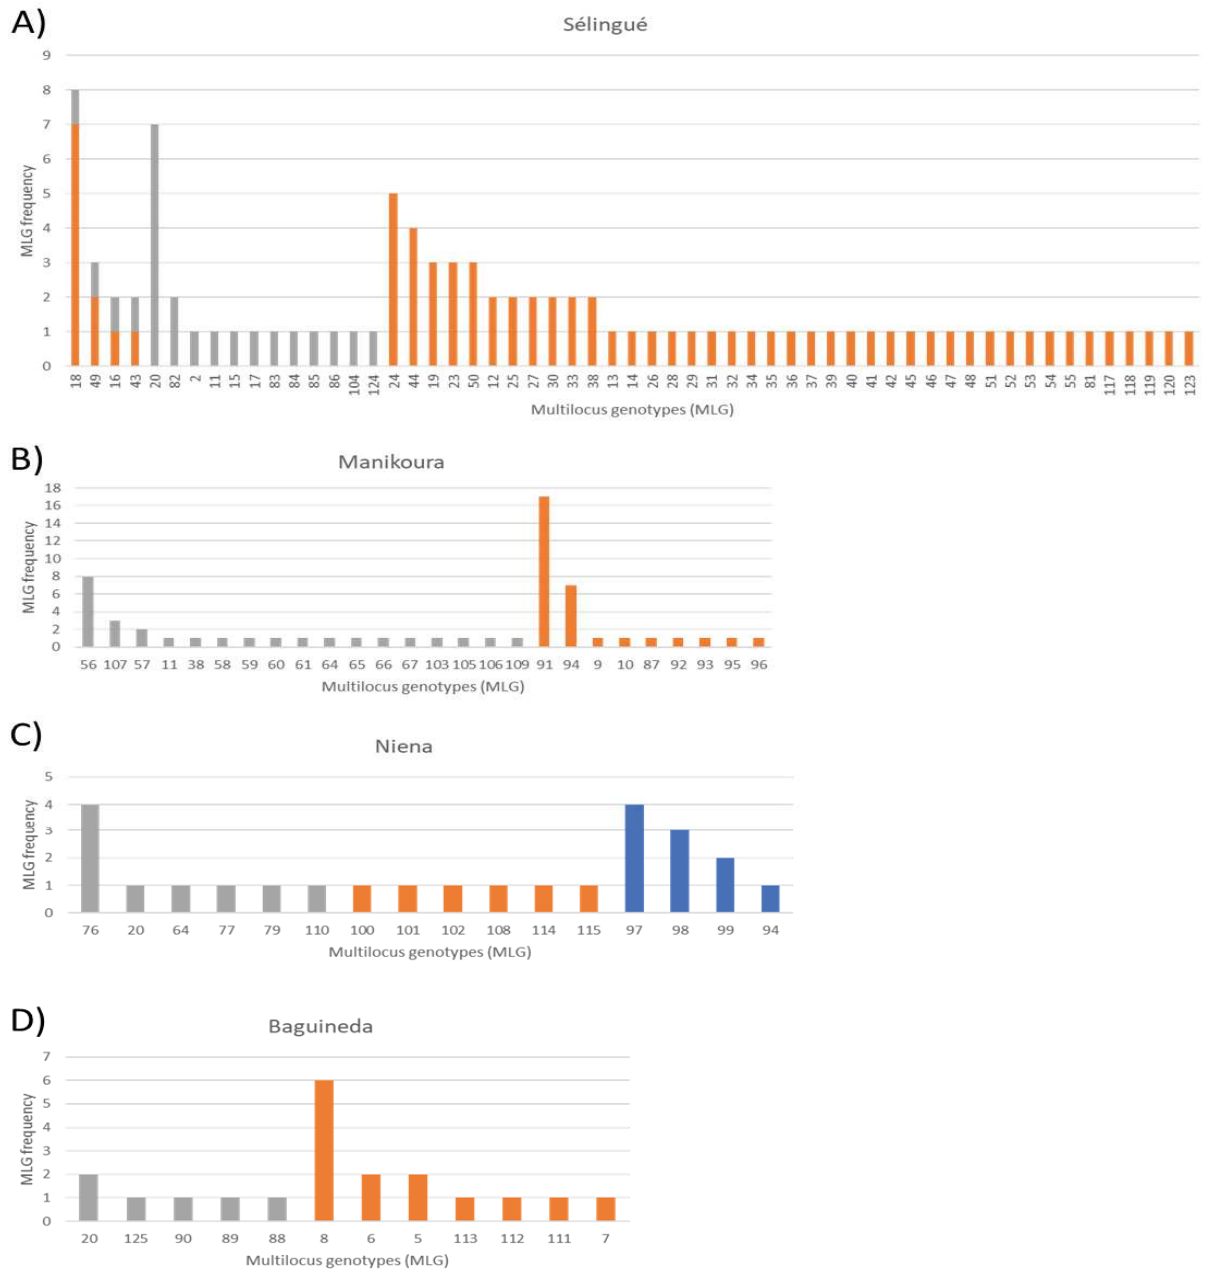 A)
Sélingué
9
8
7
6
5
4
3
2
1
0
MLG frequency
18 49 16 43 20 82 2 11 15 17 83 84 85 86 104 124 24 44 19 23 50 12 25 27 30 33 38 13 14 26 28 29 31 32 34 35 36 37 39 40 41 42 45 46 47 48 51 52 53 54 55 81 117 118 119 120 123
Multilocus genotypes (MLG)
B)
Manikoura
18
16
14
12
10
8
6
4
2
0
MLG frequency
56 107 57 11 38 58 59 60 61 64 65 66 67 103 105 106 109 91 94 9 10 87 92 93 95 96
Multilocus genotypes (MLG)
C)
Niena
5
4
3
2
1
0
MLG frequency
76 20 64 77 79 110 100 101 102 108 114 115 97 98 99 94
Multilocus genotypes (MLG)
D)
Baguineda
7
6
5
4
3
2
1
0
MLG frequency
20 125 90 89 88 8 6 5 113 112 111 7
Multilocus genotypes (MLG)